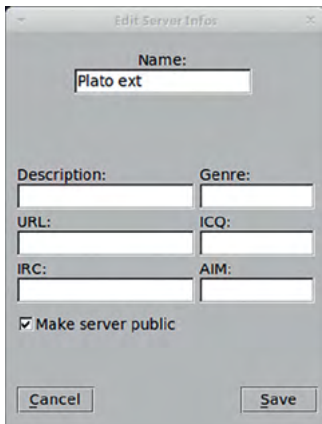 Edit Server Infos
Name:
Plato ext
Description: Genre:
URL: ICQ:
IRC: AIM:
Make server public
Cancel Save